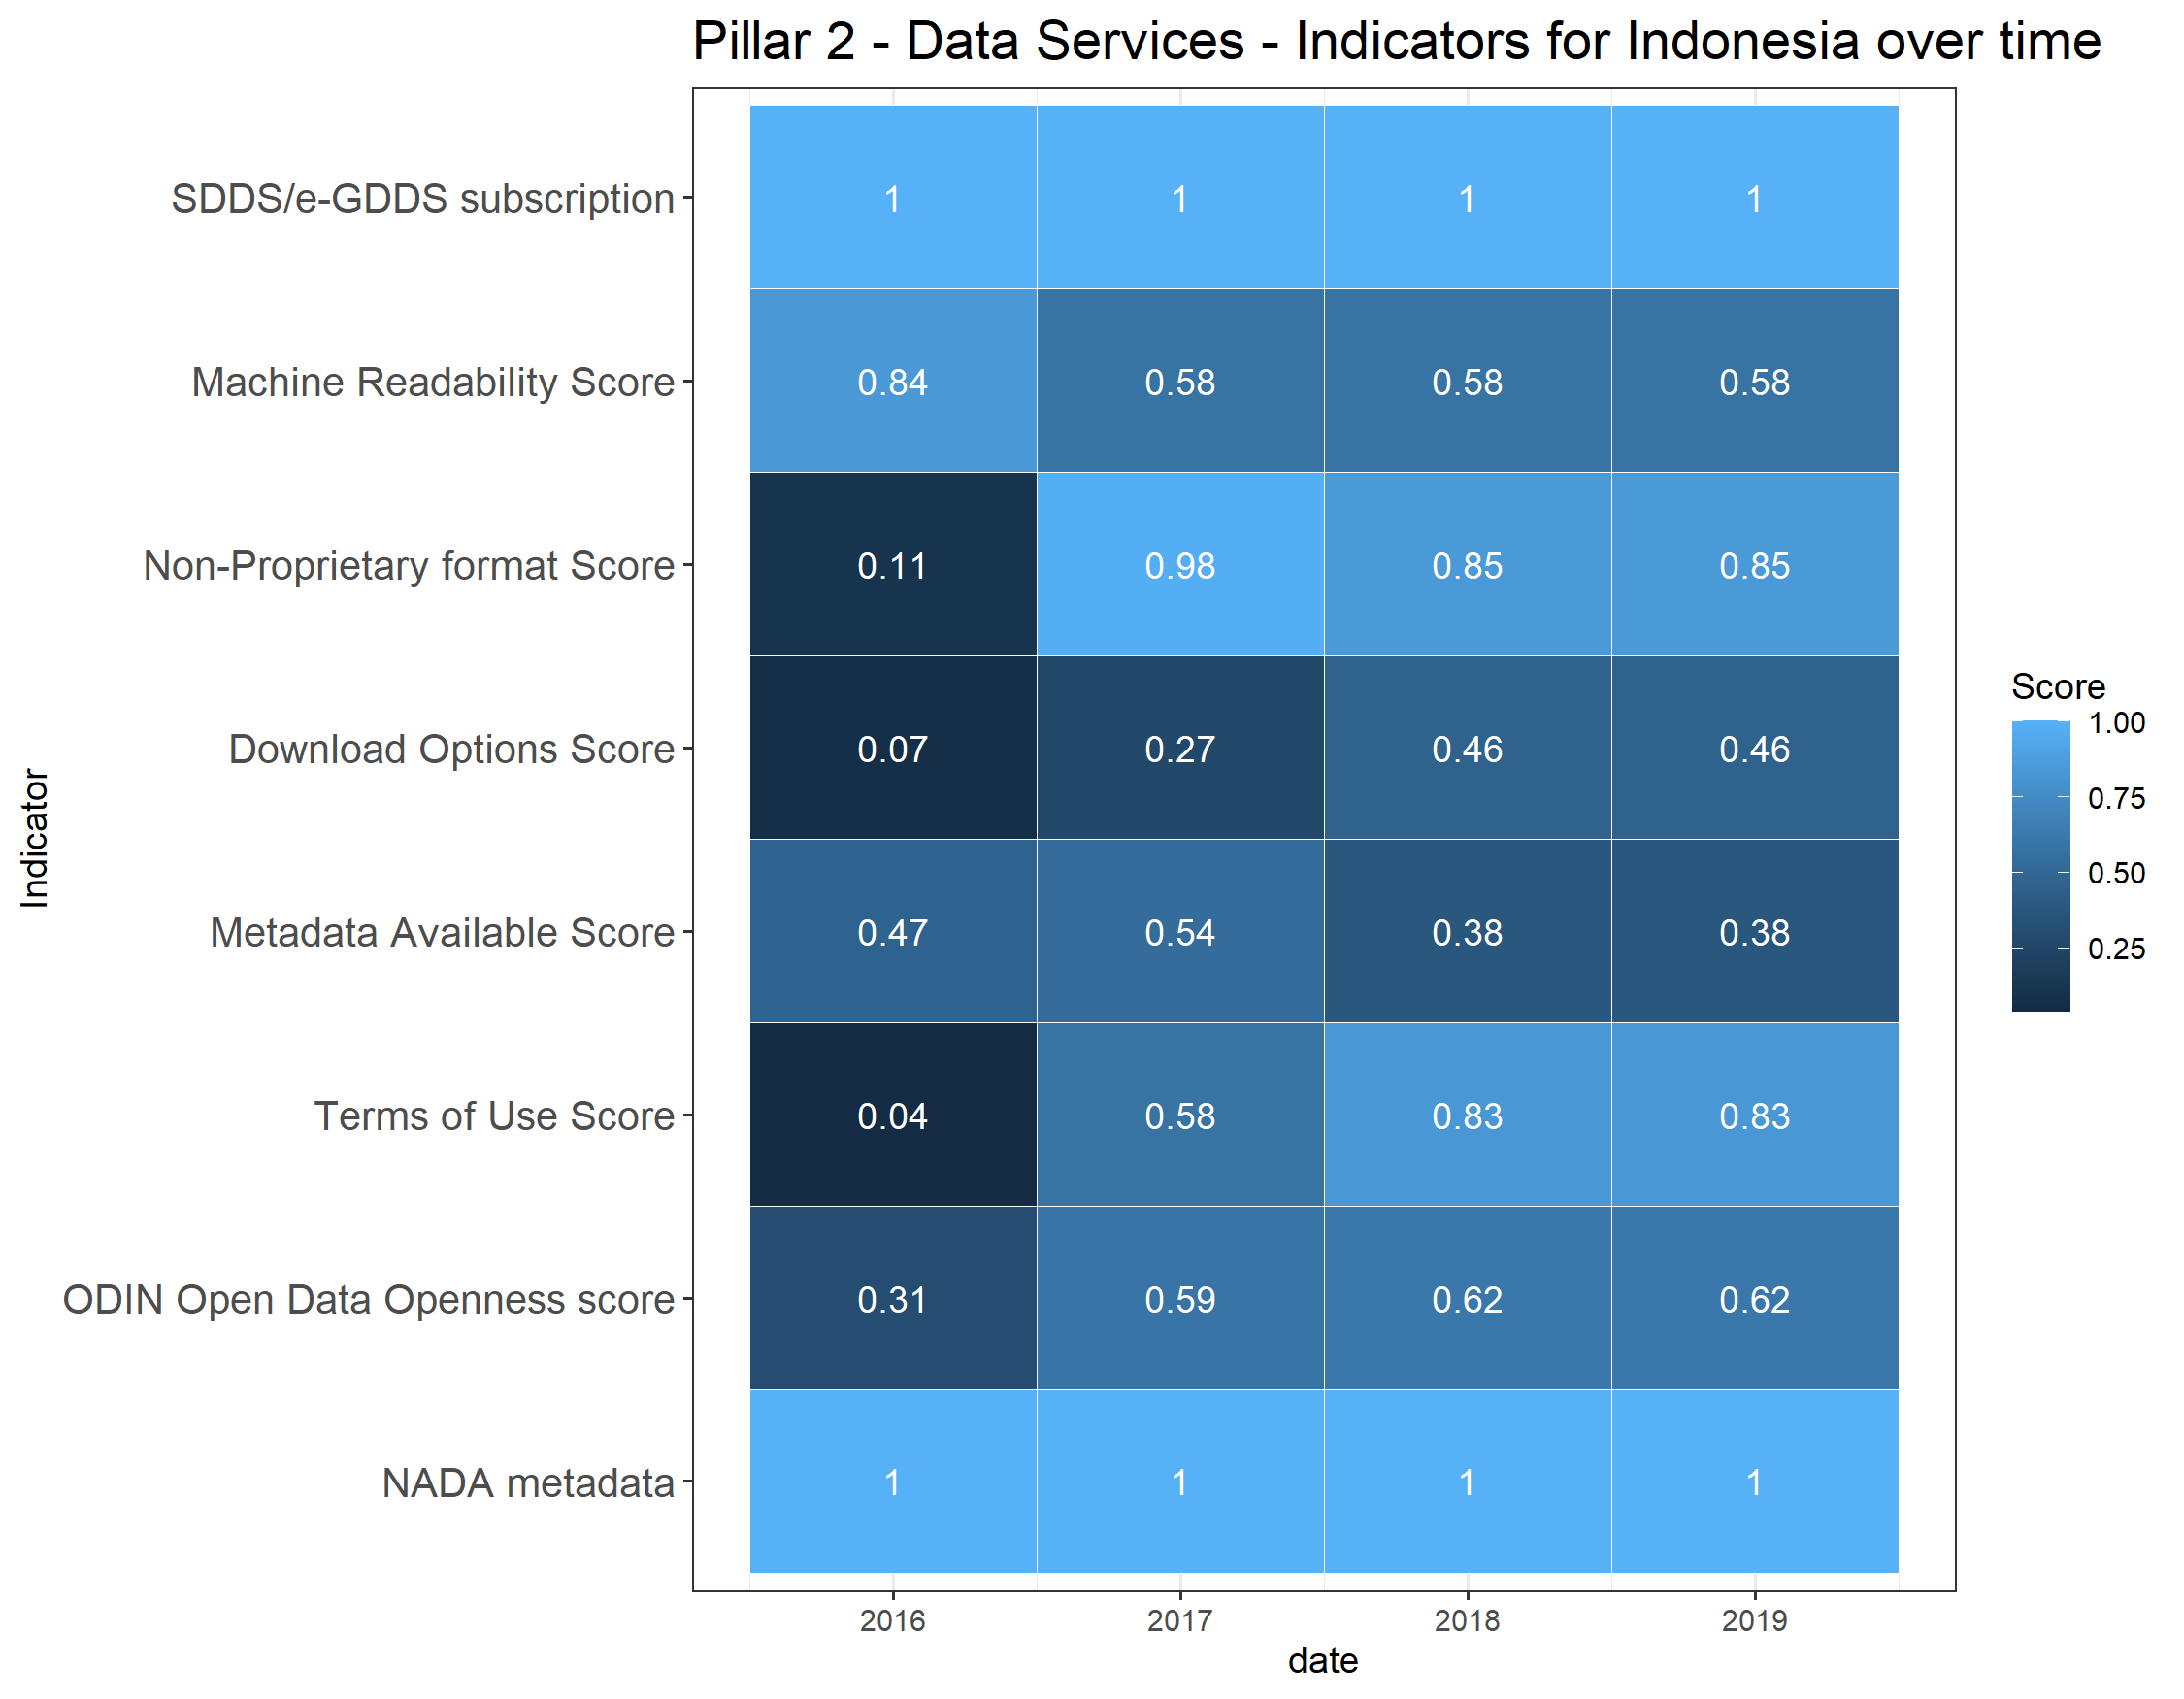 Pillar 2 - Data Services - Indicators for Indonesia over time
SDDS/e-GDDS subscription 1 1 1 1
Machine Readability Score 0.84 0.58 0.58 0.58
Non-Proprietary format Score 0.11 0.98 0.85 0.85
Download Options Score 0.07 0.27 0.46 0.46
Metadata Available Score 0.47 0.54 0.38 0.38
Terms of Use Score 0.04 0.58 0.83 0.83
ODIN Open Data Openness score 0.31 0.59 0.62 0.62
NADA metadata 1 1 1 1
2016 2017 2018 2019
date
Indicator
Score
1.00
0.75
0.50
0.25